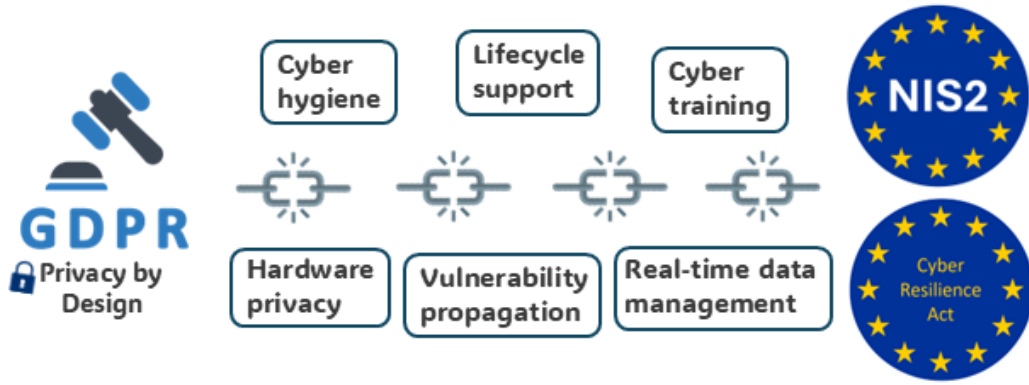 Cyber
hygiene
Lifecycle
support
Cyber
training
NIS2
GDPR
Privacy by
Design
Hardware
privacy
Vulnerability
propagation
Real-time data
management
Cyber
Resilience
Act